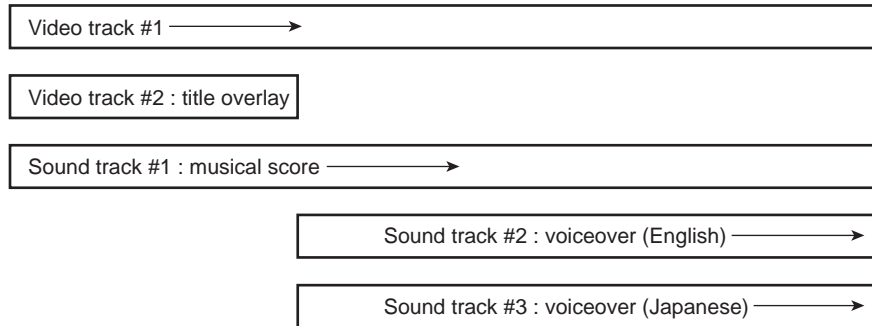 Video track #1
Video track #2 : title overlay
Sound track #1 : musical score
Sound track #2 : voiceover (English)
Sound track #3 : voiceover (Japanese)